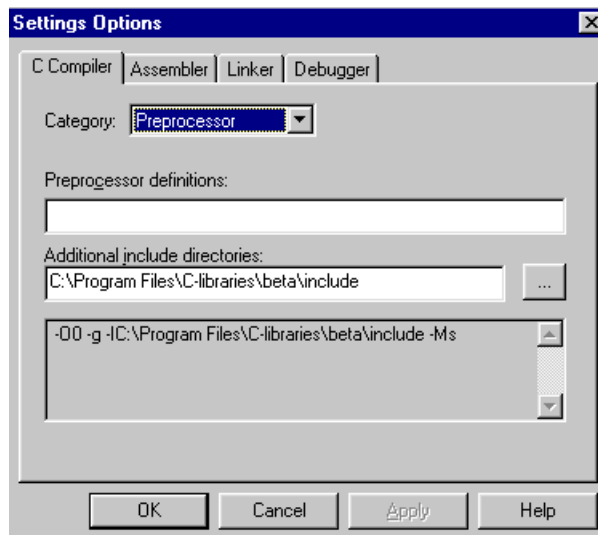 Settings Options
C Compiler Assembler Linker Debugger
Category: Preprocessor
Preprocessor definitions:
Additional include directories:
C:\Program Files\C-libraries\beta\include ...
-O0 -g -IC:\Program Files\C-libraries\beta\include -Ms
OK Cancel Apply Help